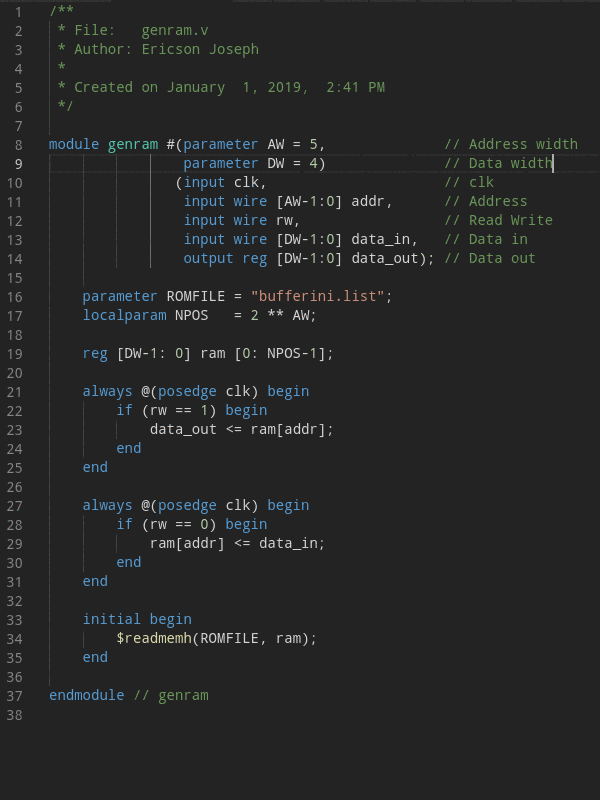 1 /**
2  * File:   genram.v
3  * Author: Ericson Joseph
4  *
5  * Created on January  1, 2019,  2:41 PM
6  */
7
8 module genram #(parameter AW = 5,              // Address width
9                 parameter DW = 4)              // Data width
10                (input clk,                     // clk
11                 input wire [AW-1:0] addr,      // Address
12                 input wire rw,                 // Read Write
13                 input wire [DW-1:0] data_in,   // Data in
14                 output reg [DW-1:0] data_out); // Data out
15
16     parameter ROMFILE = "bufferini.list";
17     localparam NPOS   = 2 ** AW;
18
19     reg [DW-1: 0] ram [0: NPOS-1];
20
21     always @(posedge clk) begin
22         if (rw == 1) begin
23             data_out <= ram[addr];
24         end
25     end
26
27     always @(posedge clk) begin
28         if (rw == 0) begin
29             ram[addr] <= data_in;
30         end
31     end
32
33     initial begin
34         $readmemh(ROMFILE, ram);
35     end
36
37 endmodule // genram
38